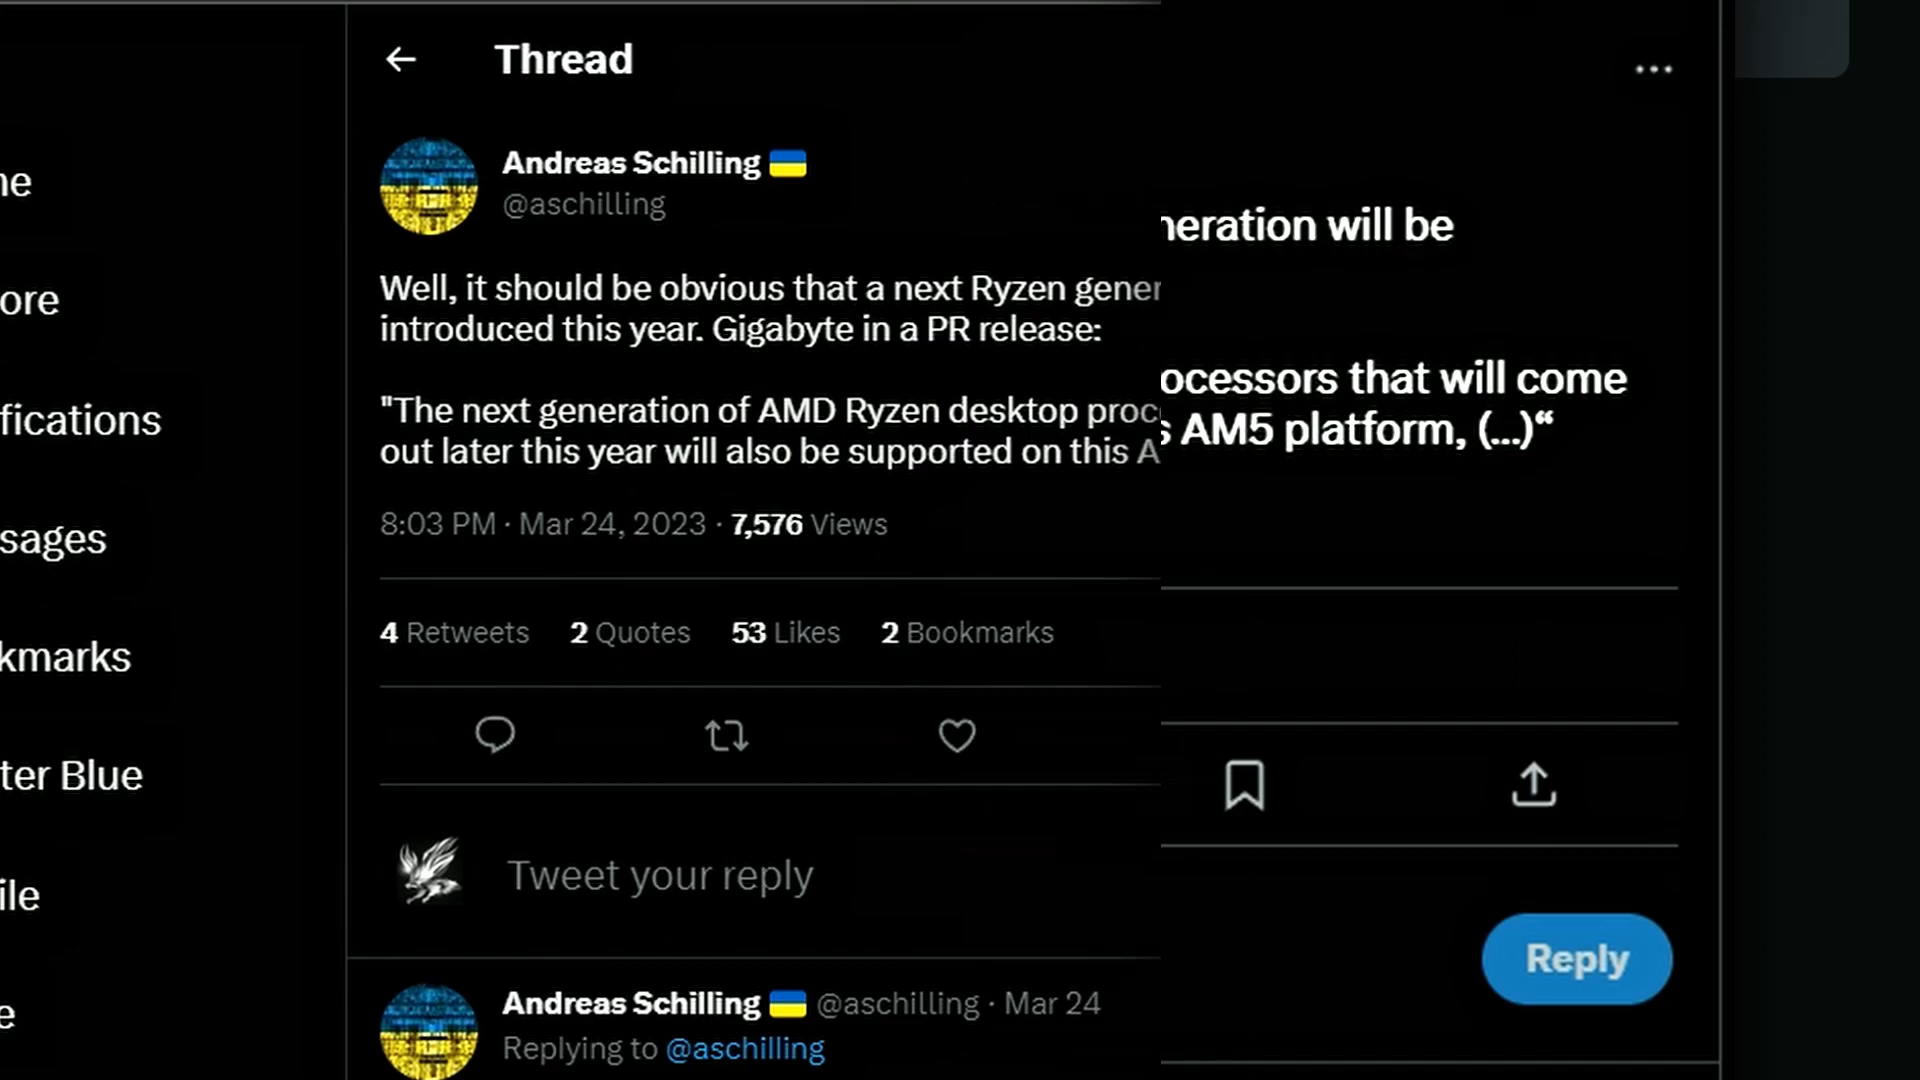 Thread
Andreas Schilling
@aschilling
Well, it should be obvious that a next Ryzen gener
neration will be
introduced this year. Gigabyte in a PR release:
"The next generation of AMD Ryzen desktop proc
ocessors that will come
out later this year will also be supported on this A
s AM5 platform, (...)“
8:03 PM · Mar 24, 2023 · 7,576 Views
4 Retweets 2 Quotes 53 Likes 2 Bookmarks
Tweet your reply
Reply
Andreas Schilling @aschilling · Mar 24
Replying to @aschilling
ne
ore
fications
sages
kmarks
ter Blue
ile
e